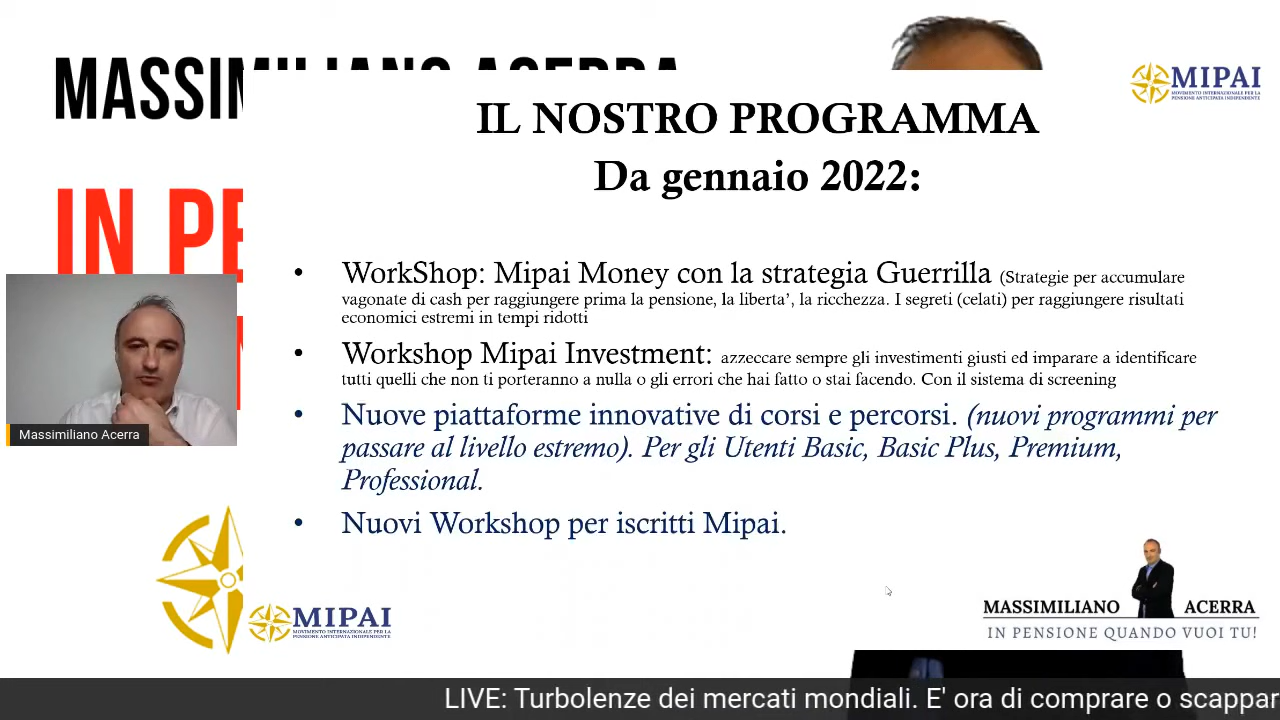 MASSIMILIANO ACERRA
IN PE
MIPAI
MOVIMENTO INTERNAZIONALE PER LA
PENSIONE ANTICIPATA INDIPENDENTE
IL NOSTRO PROGRAMMA
Da gennaio 2022:
• WorkShop: Mipai Money con la strategia Guerrilla (Strategie per accumulare
vagonate di cash per raggiungere prima la pensione, la liberta’, la ricchezza. I segreti (celati) per raggiungere risultati
economici estremi in tempi ridotti
• Workshop Mipai Investment: azzeccare sempre gli investimenti giusti ed imparare a identificare
tutti quelli che non ti porteranno a nulla o gli errori che hai fatto o stai facendo. Con il sistema di screening
• Nuove piattaforme innovative di corsi e percorsi. (nuovi programmi per
passare al livello estremo). Per gli Utenti Basic, Basic Plus, Premium,
Professional.
• Nuovi Workshop per iscritti Mipai.
Massimiliano Acerra
MIPAI
MOVIMENTO INTERNAZIONALE PER LA
PENSIONE ANTICIPATA INDIPENDENTE
MASSIMILIANO ACERRA
IN PENSIONE QUANDO VUOI TU!
LIVE: Turbolenze dei mercati mondiali. E' ora di comprare o scappar